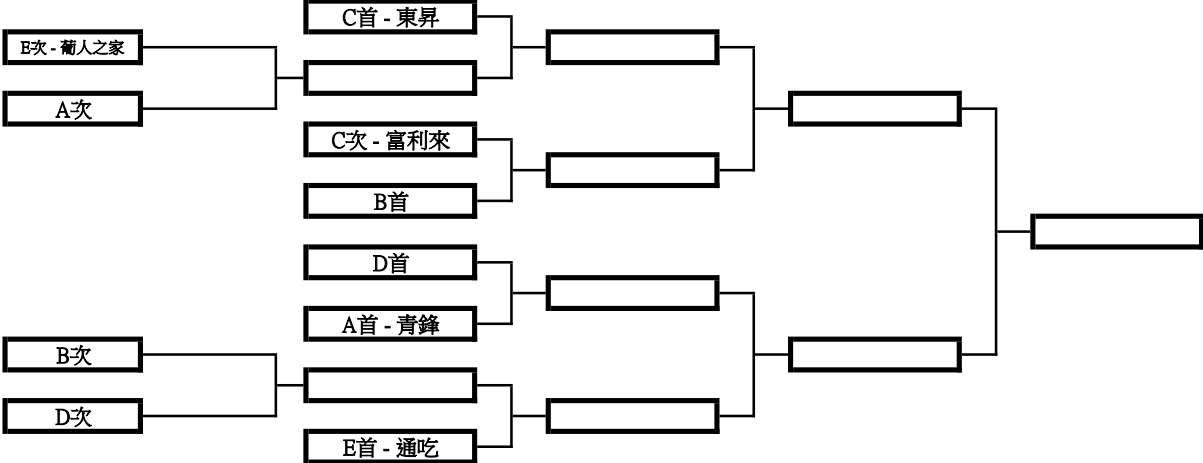 C首 - 東昇
E次 - 葡人之家
A次
C次 - 富利來
B首
D首
A首 - 青鋒
B次
D次
E首 - 通吃